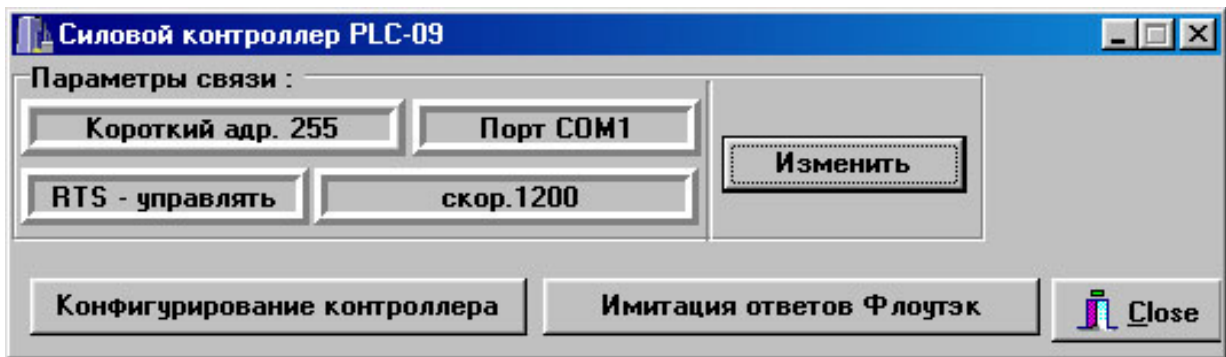 Силовой контроллер PLC-09
Параметры связи :
Короткий адр. 255
Порт COM1
Изменить
RTS - управлять
скор.1200
Конфигурирование контроллера
Имитация ответов Флоутэк
Close